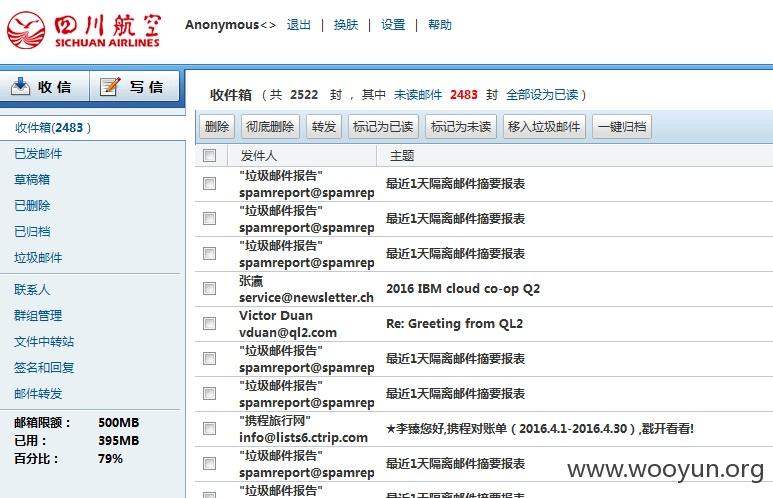 四川航空
SICHUAN AIRLINES
Anonymous<> 退出 | 换肤 | 设置 | 帮助
收信 写信
收件箱(2483 )
已发邮件
草稿箱
已删除
已归档
垃圾邮件
联系人
群组管理
文件中转站
签名和回复
邮件转发
邮箱限额： 500MB
已用： 395MB
百分比： 79%
收件箱 （共 2522 封 ，其中 未读邮件 2483 封 全部设为已读 ）
删除 彻底删除 转发 标记为已读 标记为未读 移入垃圾邮件 一键归档
发件人 主题
"垃圾邮件报告"
spamreport@spamrep 最近1天隔离邮件摘要报表
"垃圾邮件报告"
spamreport@spamrep 最近1天隔离邮件摘要报表
"垃圾邮件报告"
spamreport@spamrep 最近1天隔离邮件摘要报表
张瀛
service@newsletter.ch 2016 IBM cloud co-op Q2
Victor Duan
vduan@ql2.com Re: Greeting from QL2
"垃圾邮件报告"
spamreport@spamrep 最近1天隔离邮件摘要报表
"垃圾邮件报告"
spamreport@spamrep 最近1天隔离邮件摘要报表
"携程旅行网"
info@lists6.ctrip.com ★李臻您好,携程对账单（2016.4.1-2016.4.30）,戳开看看!
"垃圾邮件报告"
spamreport@spamrep 最近1天隔离邮件摘要报表
"垃圾邮件报告"
最近1天隔离邮件摘要报表
www.wooyun.org